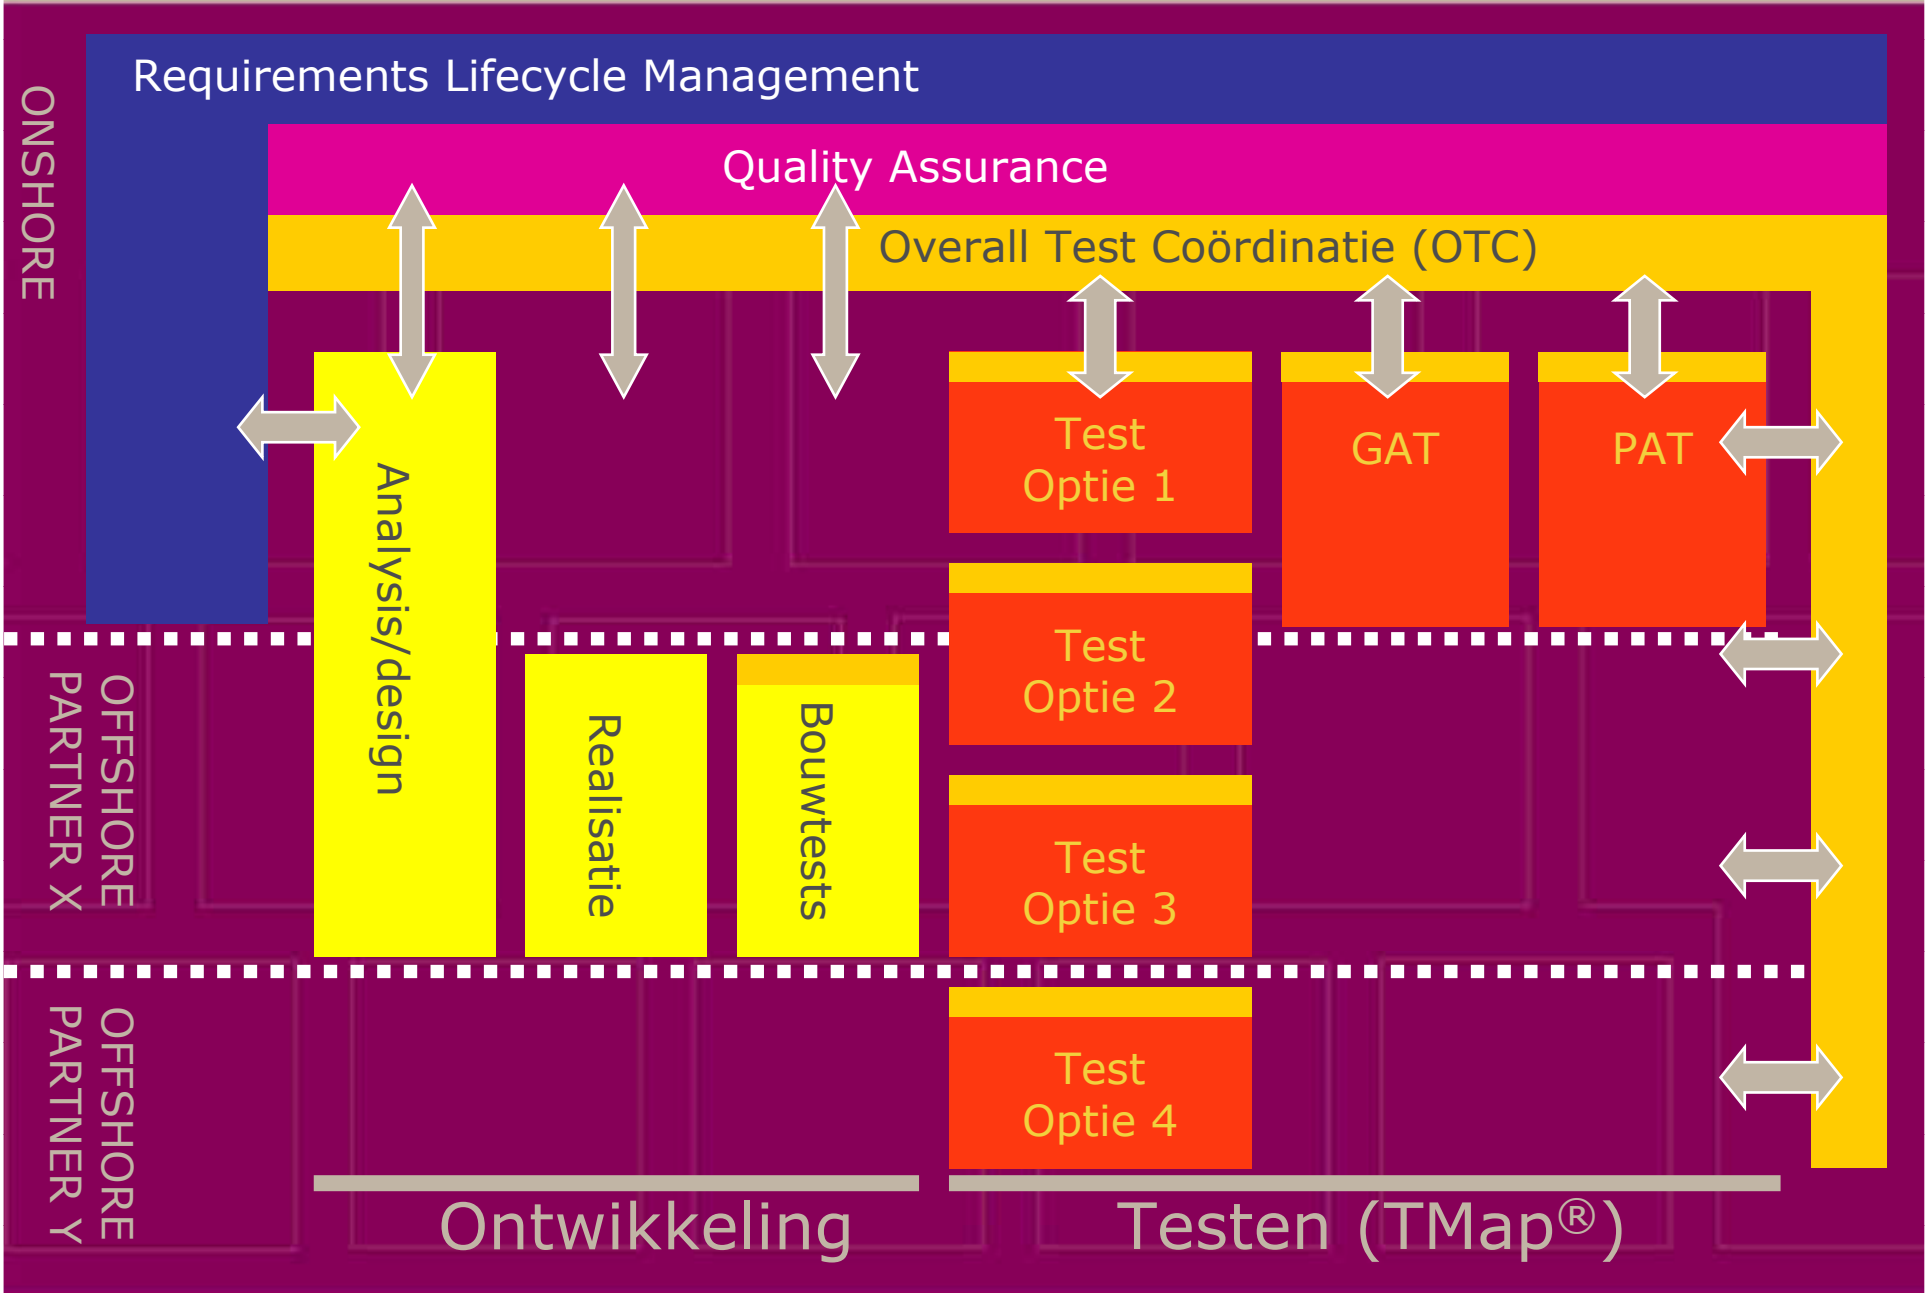 Requirements Lifecycle Management
Quality Assurance
Overall Test Coördinatie (OTC)
ONSHORE
Test
Optie 1
GAT
PAT
Analysis/design
Test
Optie 2
OFFSHORE
PARTNER X
Realisatie
Bouwtests
Test
Optie 3
OFFSHORE
PARTNER Y
Test
Optie 4
Ontwikkeling
Testen (TMap®)